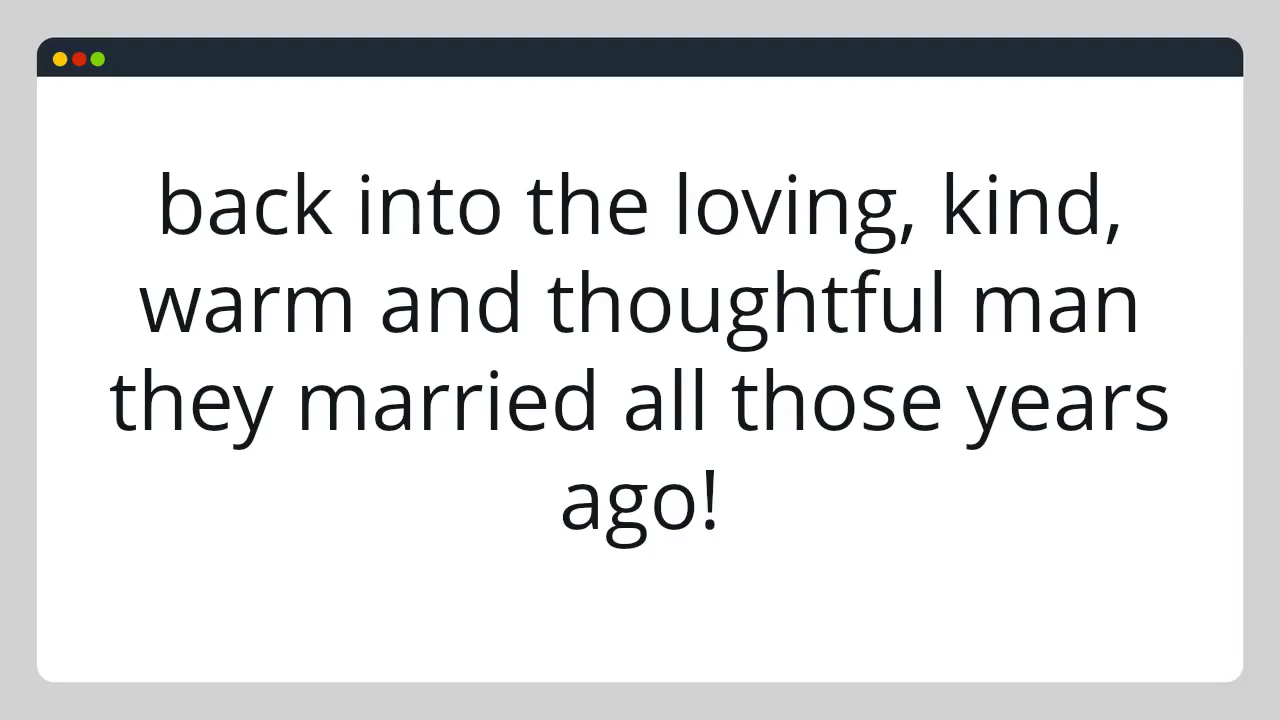 back into the loving, kind,
warm and thoughtful man
they married all those years
ago!